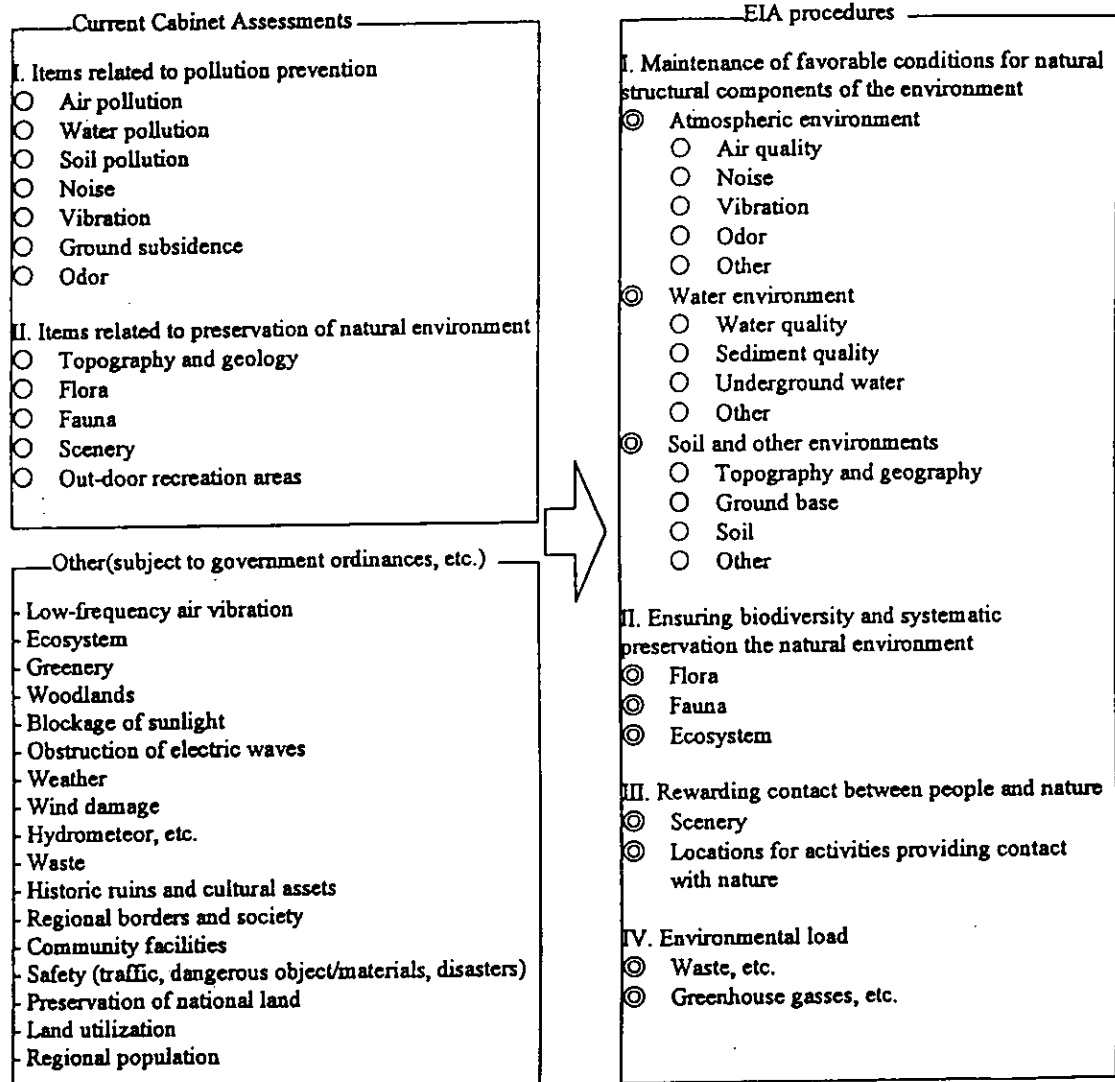 Current Cabinet Assessments
I. Items related to pollution prevention
○ Air pollution
○ Water pollution
○ Soil pollution
○ Noise
○ Vibration
○ Ground subsidence
○ Odor
II. Items related to preservation of natural environment
○ Topography and geology
○ Flora
○ Fauna
○ Scenery
○ Out-door recreation areas
Other(subject to government ordinances, etc.)
- Low-frequency air vibration
- Ecosystem
- Greenery
- Woodlands
- Blockage of sunlight
- Obstruction of electric waves
- Weather
- Wind damage
- Hydrometeor, etc.
- Waste
- Historic ruins and cultural assets
- Regional borders and society
- Community facilities
- Safety (traffic, dangerous object/materials, disasters)
- Preservation of national land
- Land utilization
- Regional population
EIA procedures
I. Maintenance of favorable conditions for natural
structural components of the environment
◎ Atmospheric environment
○ Air quality
○ Noise
○ Vibration
○ Odor
○ Other
◎ Water environment
○ Water quality
○ Sediment quality
○ Underground water
○ Other
◎ Soil and other environments
○ Topography and geography
○ Ground base
○ Soil
○ Other
II. Ensuring biodiversity and systematic
preservation the natural environment
◎ Flora
◎ Fauna
◎ Ecosystem
III. Rewarding contact between people and nature
◎ Scenery
◎ Locations for activities providing contact
with nature
IV. Environmental load
◎ Waste, etc.
◎ Greenhouse gasses, etc.